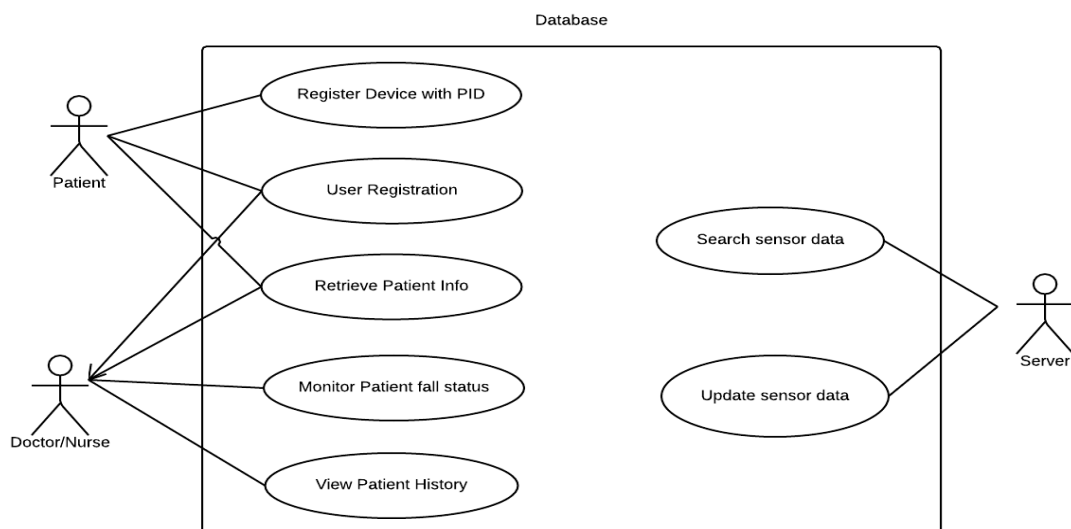 Database
Register Device with PID
Patient
User Registration
Search sensor data
Retrieve Patient Info
Server
Monitor Patient fall status
Update sensor data
Doctor/Nurse
View Patient History